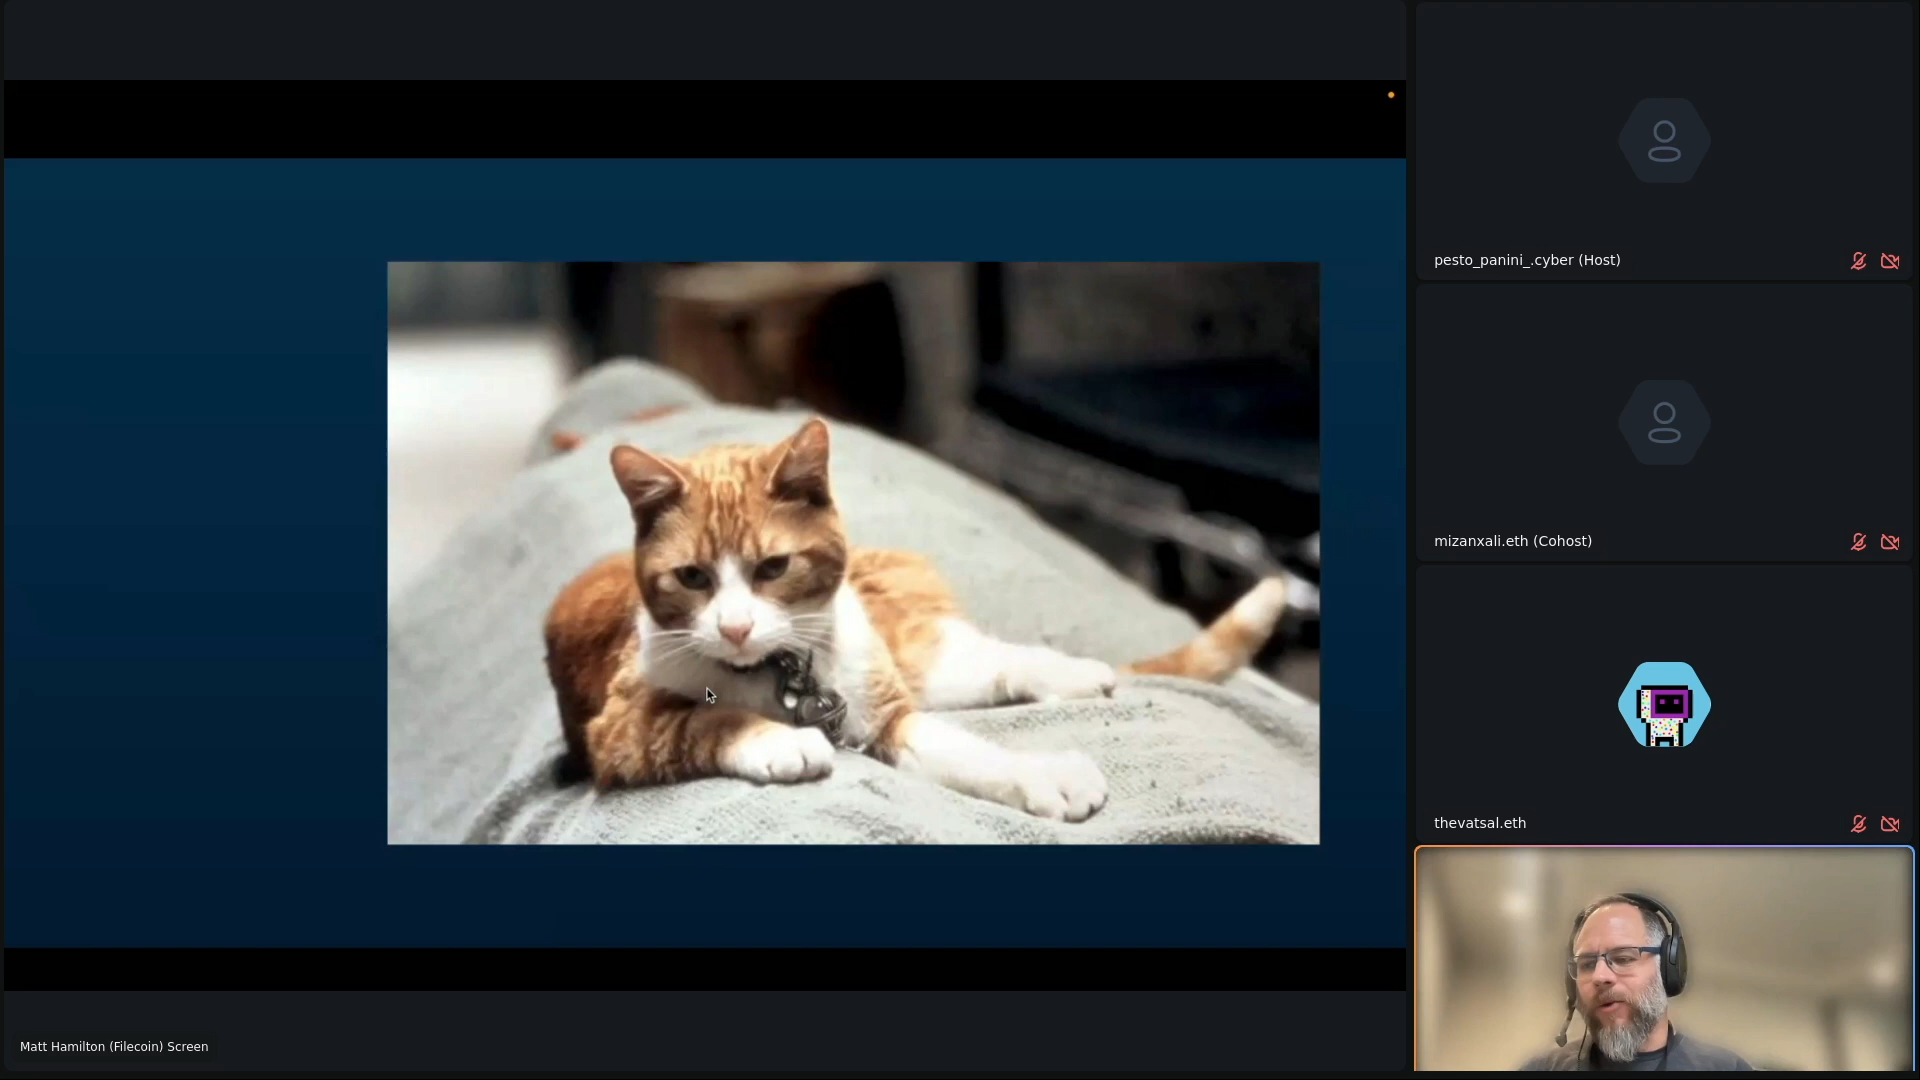 pesto_panini_.cyber (Host)
mizanxali.eth (Cohost)
thevatsal.eth
Matt Hamilton (Filecoin) Screen